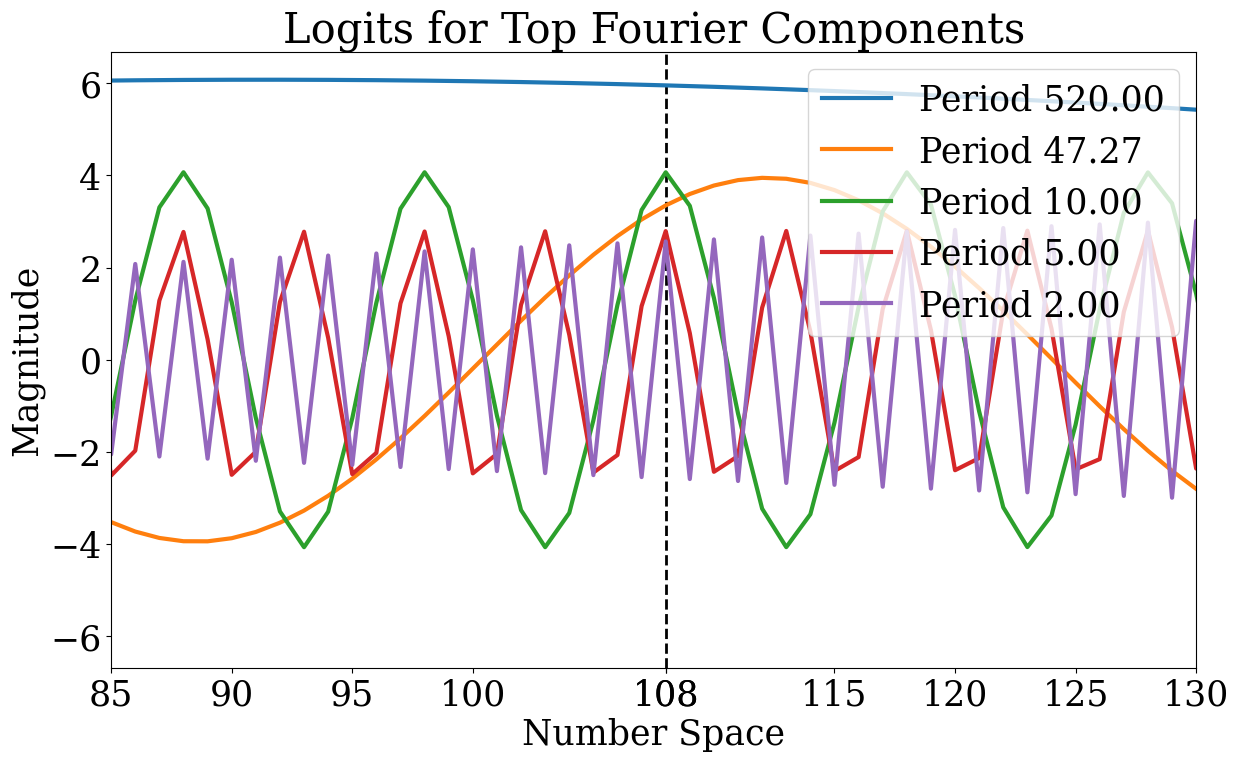 Logits for Top Fourier Components
6
4
2
0
−2
−4
−6
Magnitude
Period 520.00
Period 47.27
Period 10.00
Period 5.00
Period 2.00
85 90 95 100 108 115 120 125 130
Number Space